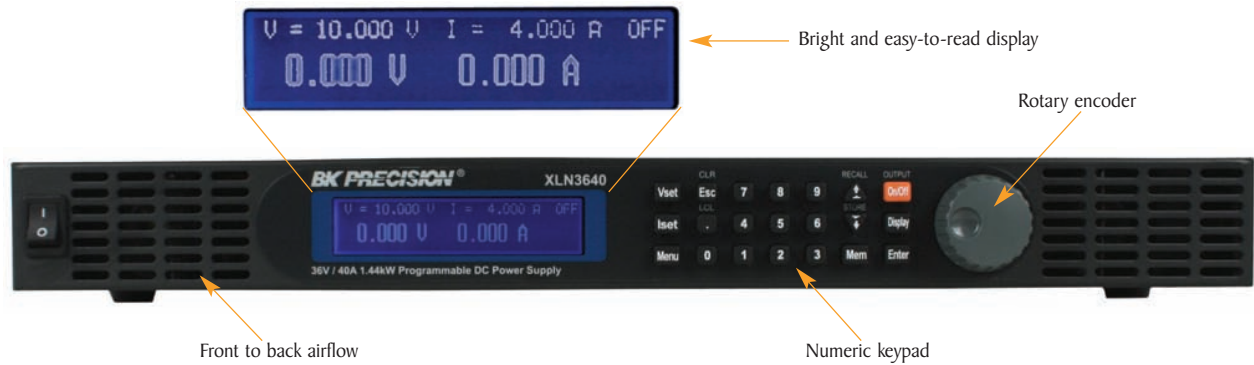 V = 10.000 V I = 4.000 A OFF
0.000 V 0.000 A
Bright and easy-to-read display
Rotary encoder
BK PRECISION®
XLN3640
V = 10.000 V I = 4.000 A OFF
0.000 V 0.000 A
36V / 40A 1.44kW Programmable DC Power Supply
CLR RECALL OUTPUT
Vset Esc 7 8 9 On/Off
LCL STORE
Iset . 4 5 6 Display
Menu 0 1 2 3 Mem Enter
I
O
Front to back airflow
Numeric keypad